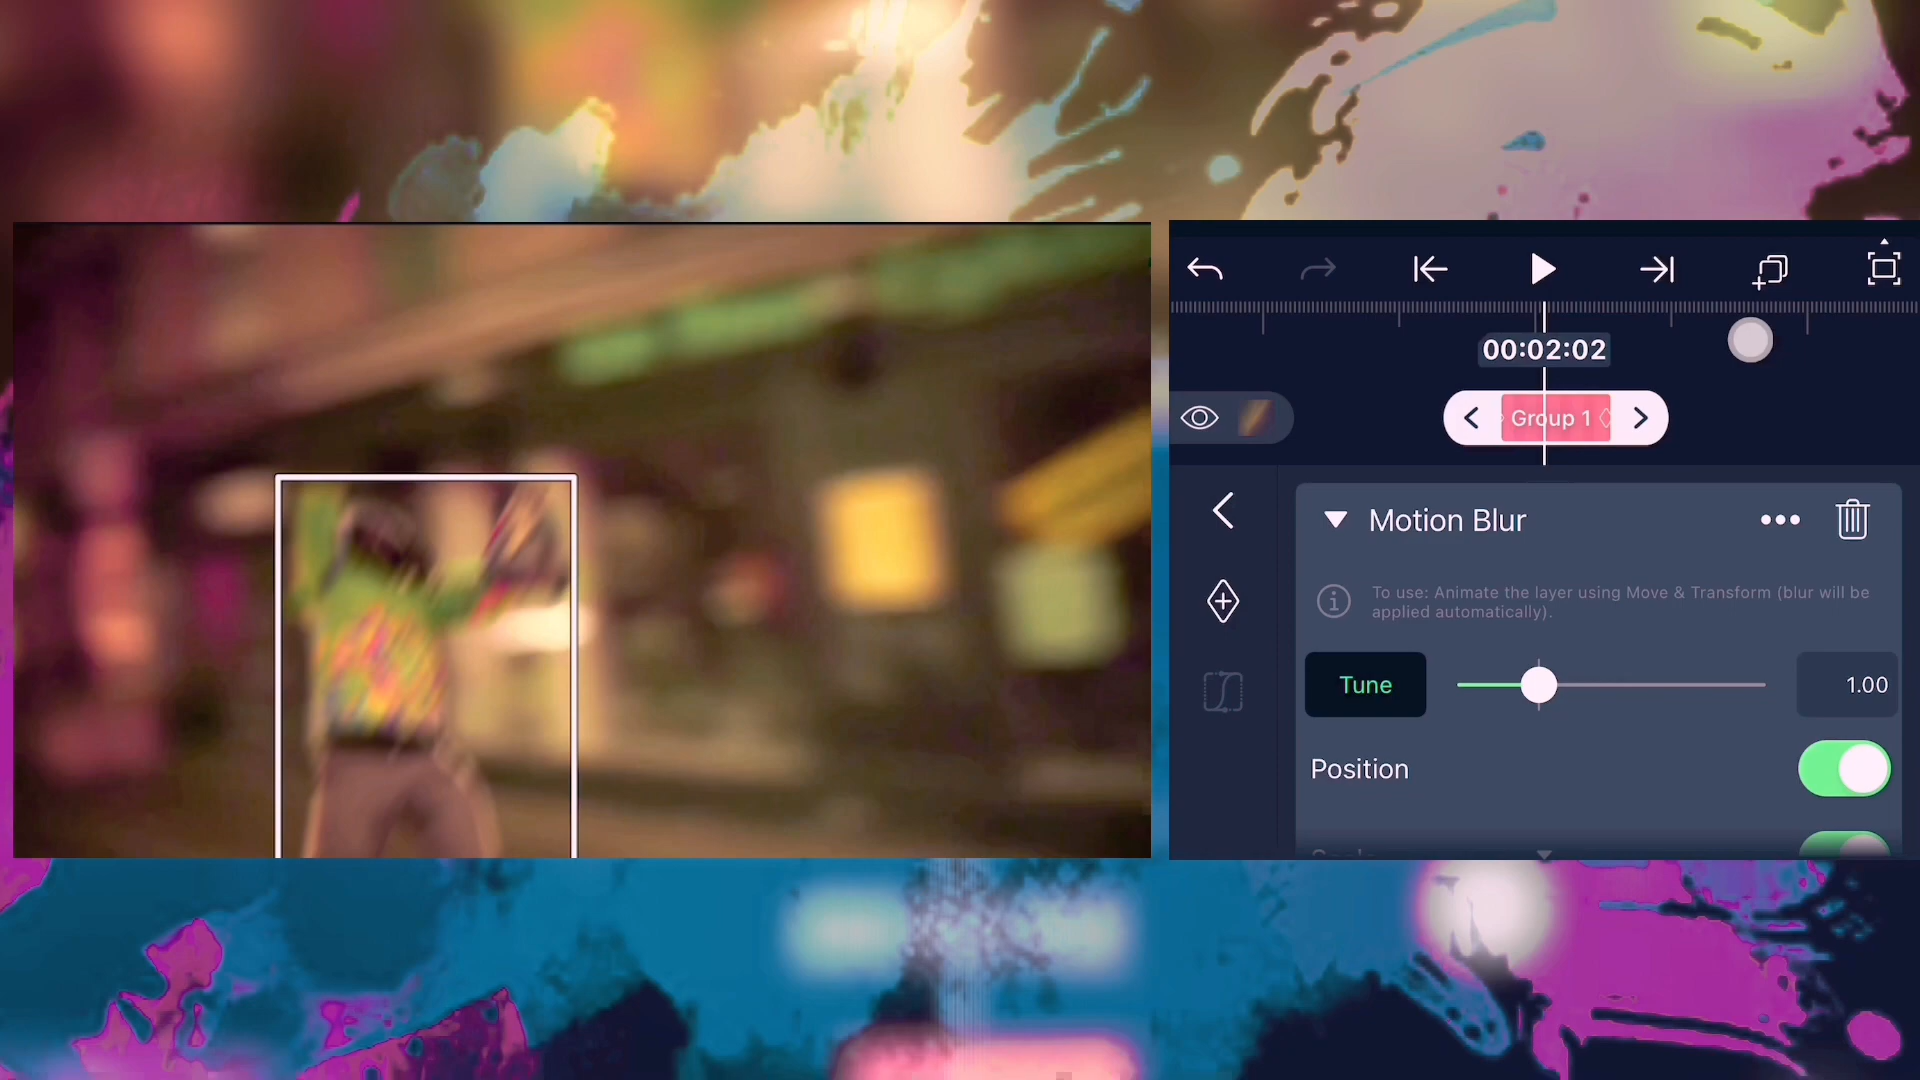 00:02:02
Group 1
Motion Blur
To use: Animate the layer using Move & Transform (blur will be
applied automatically).
Tune
1.00
Position